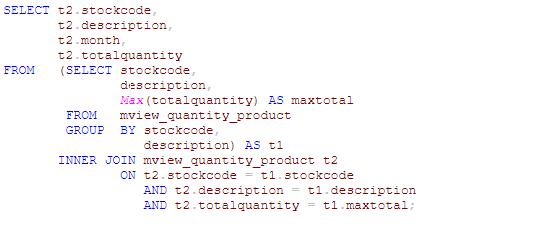 SELECT t2.stockcode,
       t2.description,
       t2.month,
       t2.totalquantity
FROM   (SELECT stockcode,
               description,
               Max(totalquantity) AS maxtotal
        FROM   mview_quantity_product
        GROUP  BY stockcode,
                  description) AS t1
       INNER JOIN mview_quantity_product t2
               ON t2.stockcode = t1.stockcode
                  AND t2.description = t1.description
                  AND t2.totalquantity = t1.maxtotal;